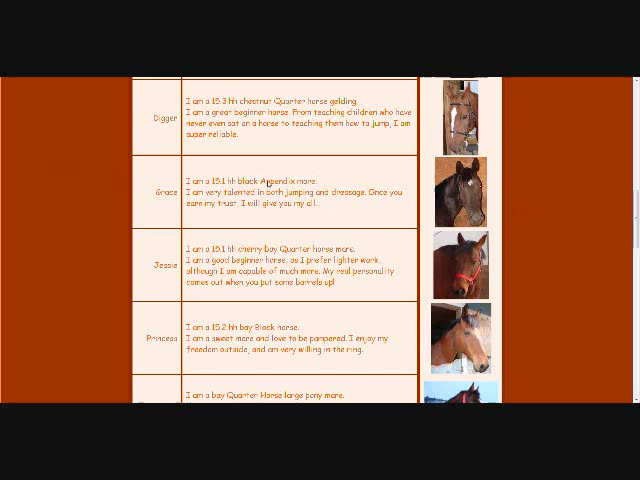 Digger
I am a 15.3 hh chestnut Quarter horse gelding.
I am a great beginner horse. From teaching children who have
never even sat on a horse to teaching them how to jump, I am
super reliable.
Grace
I am a 15.1 hh black Appendix mare.
I am very talented in both jumping and dressage. Once you
earn my trust, I will give you my all..
Jessie
I am a 15.1 hh cherry bay Quarter horse mare.
I am a good beginner horse, as I prefer lighter work,
although I am capable of much more. My real personality
comes out when you put some barrels up!
Princess
I am a 15.2 hh bay Block horse.
I am a sweet mare and love to be pampered. I enjoy my
freedom outside, and am very willing in the ring.
I am a bay Quarter Horse large pony mare.